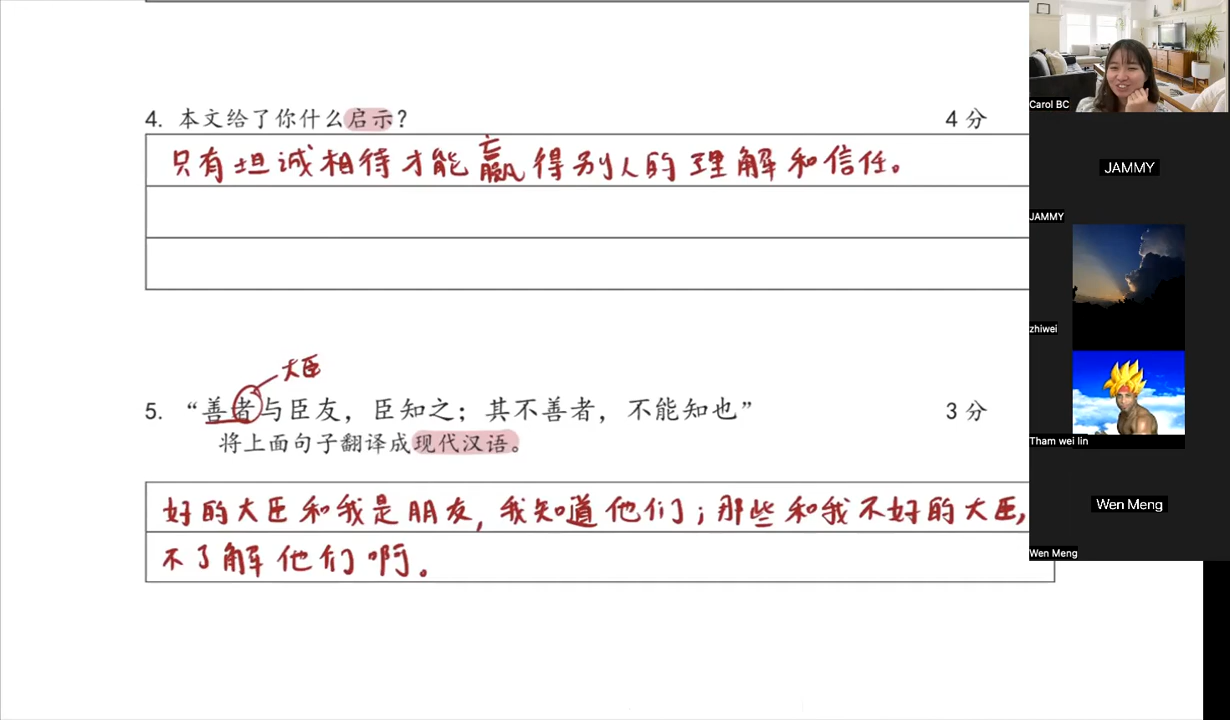 4. 本文给了你什么启示？ 4 分
只有坦诚相待才能赢得别人的理解和信任。
大臣
5. “善者与臣友，臣知之；其不善者，不能知也” 3 分
将上面句子翻译成现代汉语。
好的大臣和我是朋友，我知道他们；那些和我不好的大臣，
不了解他们啊。
Carol BC
JAMMY
JAMMY
zhiwei
Tham wei lin
Wen Meng
Wen Meng